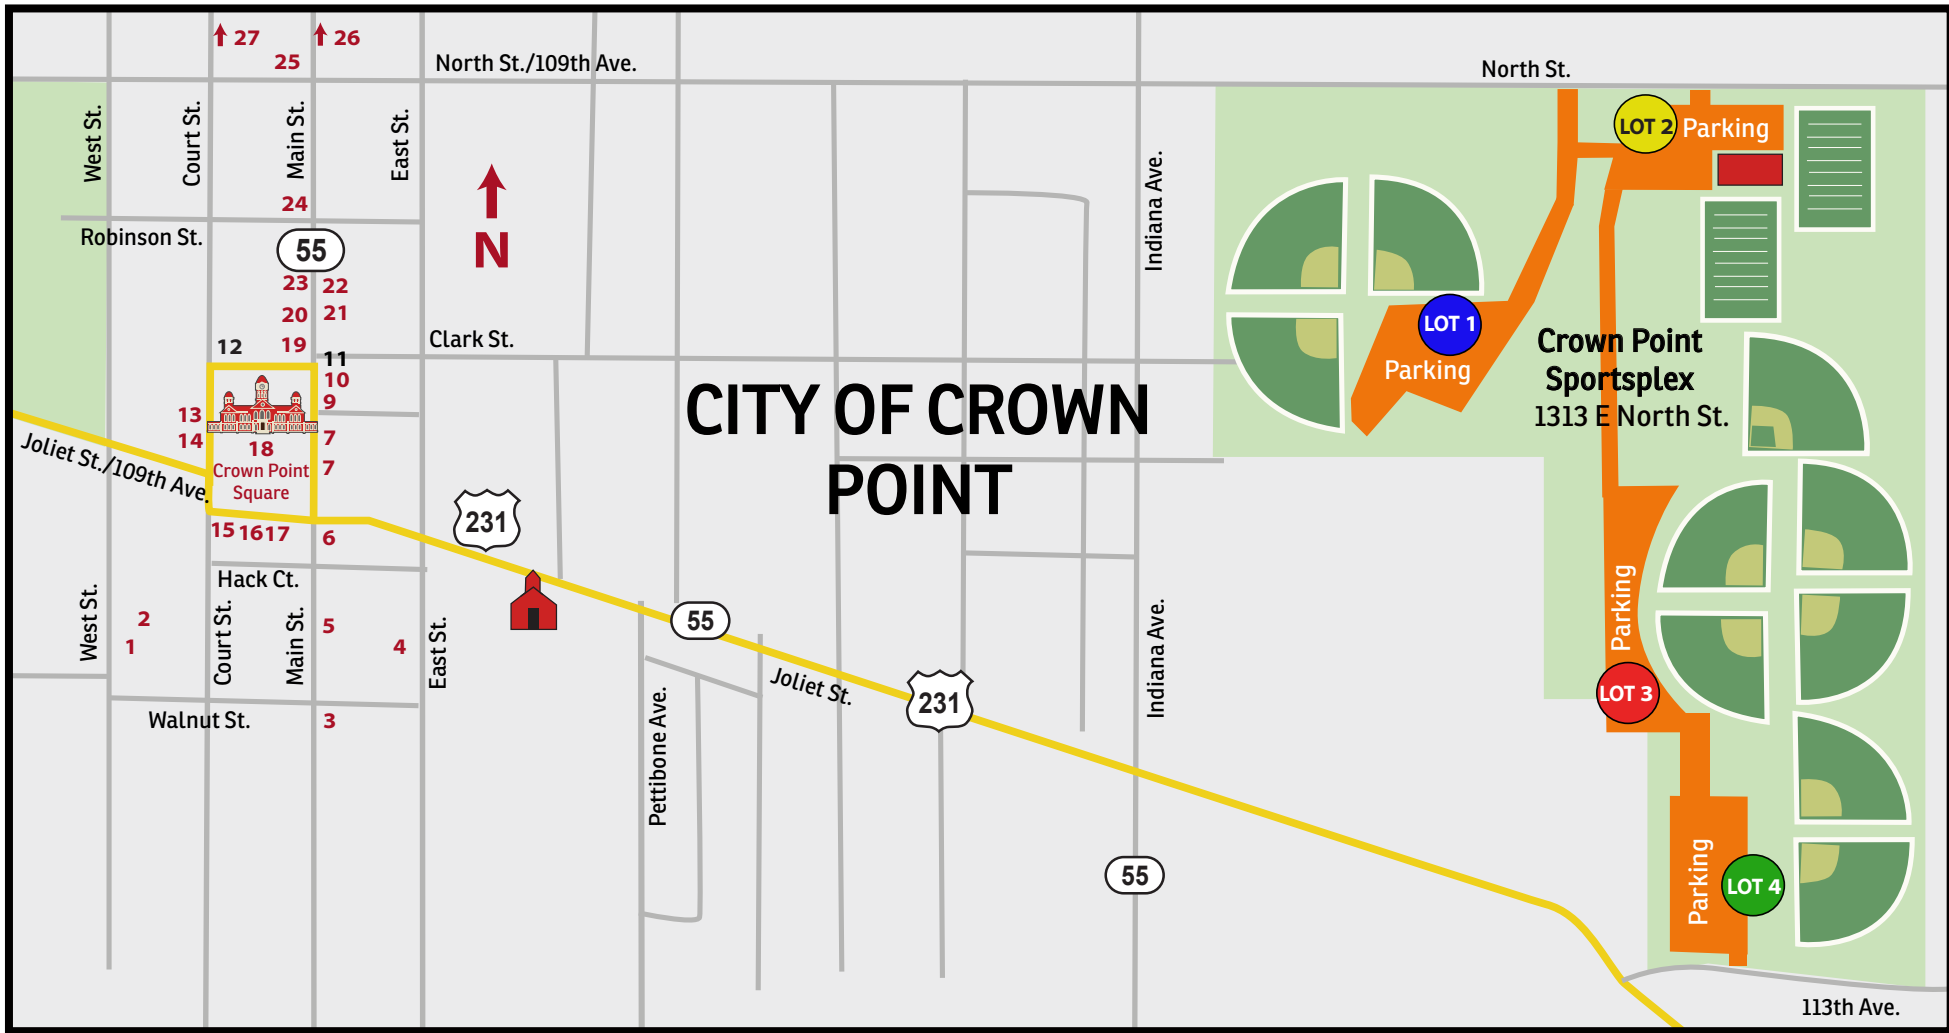 27
26
25
North St./109th Ave.
North St.
West St.
Court St.
Main St.
East St.
Indiana Ave.
LOT 2
Parking
24
Robinson St.
55
N
23
22
20
21
LOT 1
Parking
12
19
11
Clark St.
10
9
13
14
7
7
18
Crown Point
Square
Joliet St./109th Ave.
CITY OF CROWN
POINT
Crown Point
Sportsplex
1313 E North St.
15
16
17
6
231
Hack Ct.
West St.
2
1
Court St.
Main St.
5
4
East St.
55
Joliet St.
231
Indiana Ave.
Parking
LOT 3
Walnut St.
3
Pettibone Ave.
55
Parking
LOT 4
113th Ave.